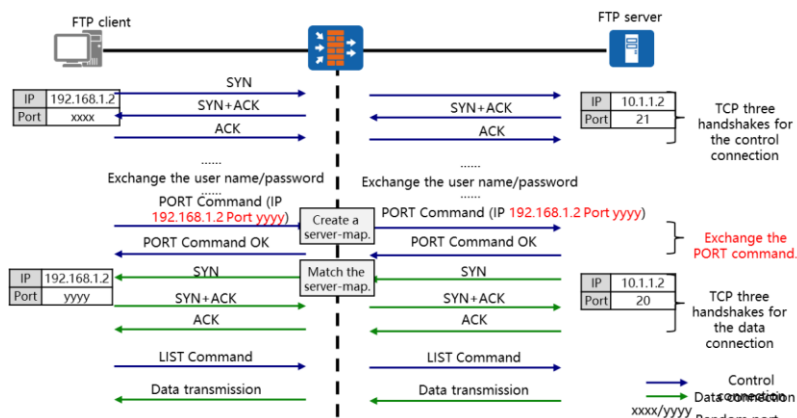 FTP client
FTP server
SYN
IP 192.168.1.2
Port xxxx
SYN+ACK
SYN+ACK
IP 10.1.1.2
Port 21
ACK
ACK
TCP three
handshakes for
the control
connection
......
Exchange the user name/password
......
......
Exchange the user name/password
......
PORT Command (IP
192.168.1.2 Port yyyy)
Create a
server-map.
PORT Command (IP 192.168.1.2 Port yyyy)
PORT Command OK
PORT Command OK
Exchange the
PORT command.
IP 192.168.1.2
Port yyyy
SYN
Match the
server-map.
SYN
IP 10.1.1.2
Port 20
SYN+ACK
SYN+ACK
ACK
ACK
TCP three
handshakes for
the data
connection
LIST Command
LIST Command
Data transmission
Data transmission
Control
connection
Data connection
xxxx/yyyy
Random port